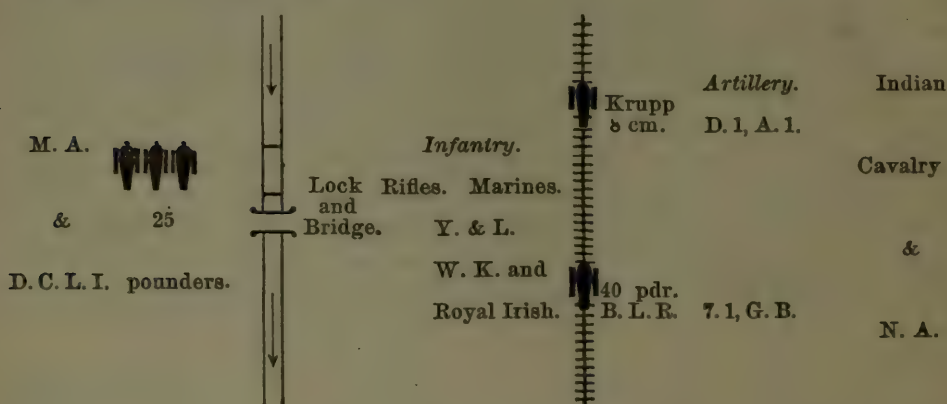 Artillery.
Indian
Krupp
8 cm.
D. 1, A. 1.
M. A.
Infantry.
Cavalry
Lock
and
Bridge.
Rifles. Marines.
& 25
Y. & L.
&
D. C. L. I. pounders.
W. K. and
Royal Irish.
40 pdr.
B. L. R.
7. 1, G. B.
N. A.